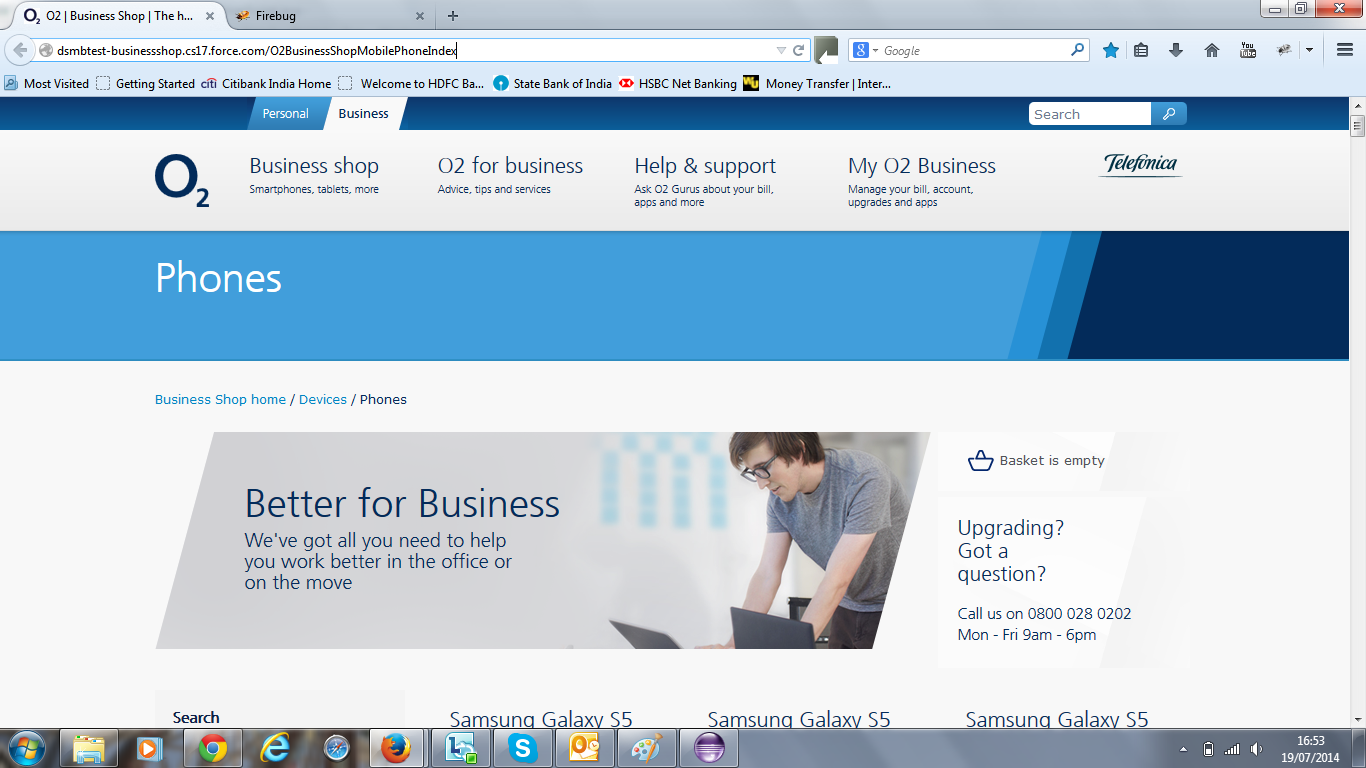 O2 | Business Shop | The h...
Firebug
dsmbtest-businessshop.cs17.force.com/O2BusinessShopMobilePhoneIndex
Google
Most Visited
Getting Started
Citibank India Home
Welcome to HDFC Ba...
State Bank of India
HSBC Net Banking
Money Transfer | Inter...
Personal
Business
Search
O2
Business shop
Smartphones, tablets, more
O2 for business
Advice, tips and services
Help & support
Ask O2 Gurus about your bill,
apps and more
My O2 Business
Manage your bill, account,
upgrades and apps
Telefónica
Phones
Business Shop home / Devices / Phones
Better for Business
We've got all you need to help
you work better in the office or
on the move
Basket is empty
Upgrading?
Got a
question?
Call us on 0800 028 0202
Mon - Fri 9am - 6pm
Search
Samsung Galaxy S5
Samsung Galaxy S5
Samsung Galaxy S5
16:53
19/07/2014